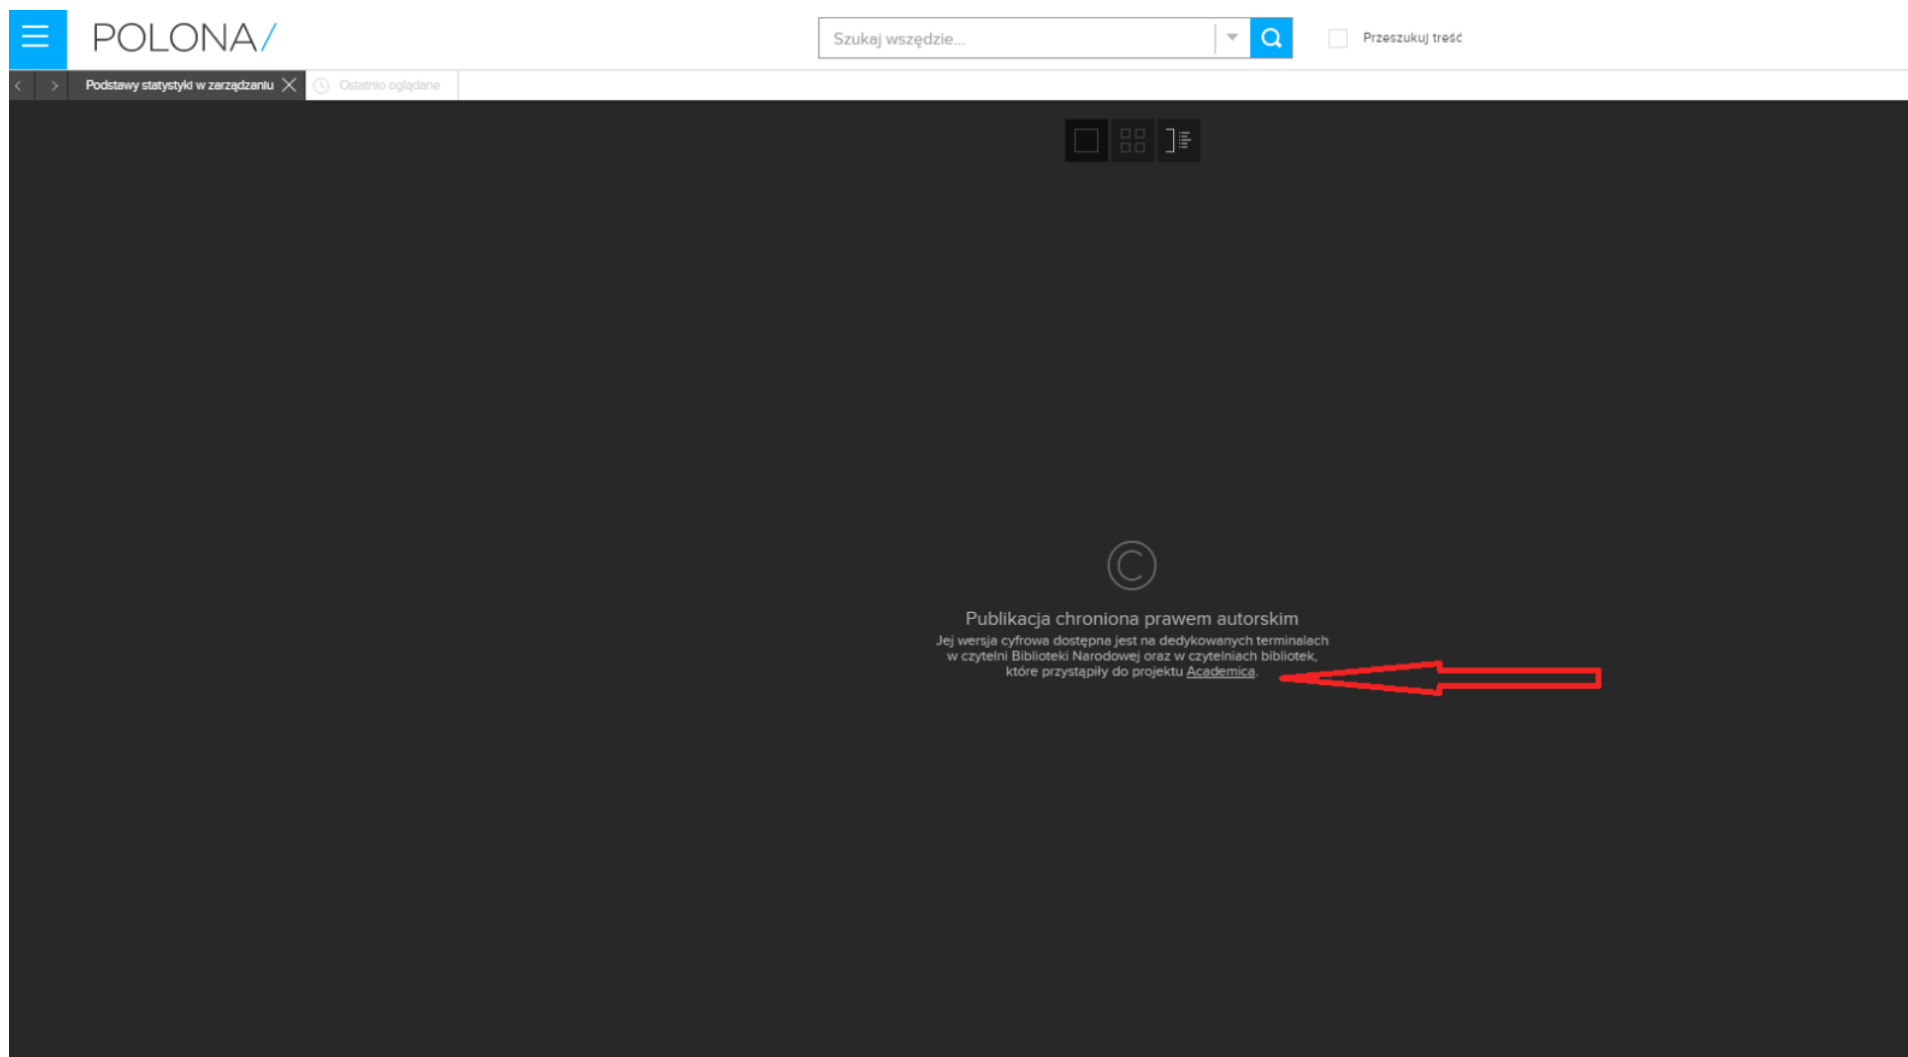 POLONA/
Szukaj wszędzie...
Przeszukuj treść
Podstawy statystyki w zarządzaniu
Ostatnio oglądane
Publikacja chroniona prawem autorskim
Jej wersja cyfrowa dostępna jest na dedykowanych terminalach
w czytelni Biblioteki Narodowej oraz w czytelniach bibliotek,
które przystąpiły do projektu Academica.